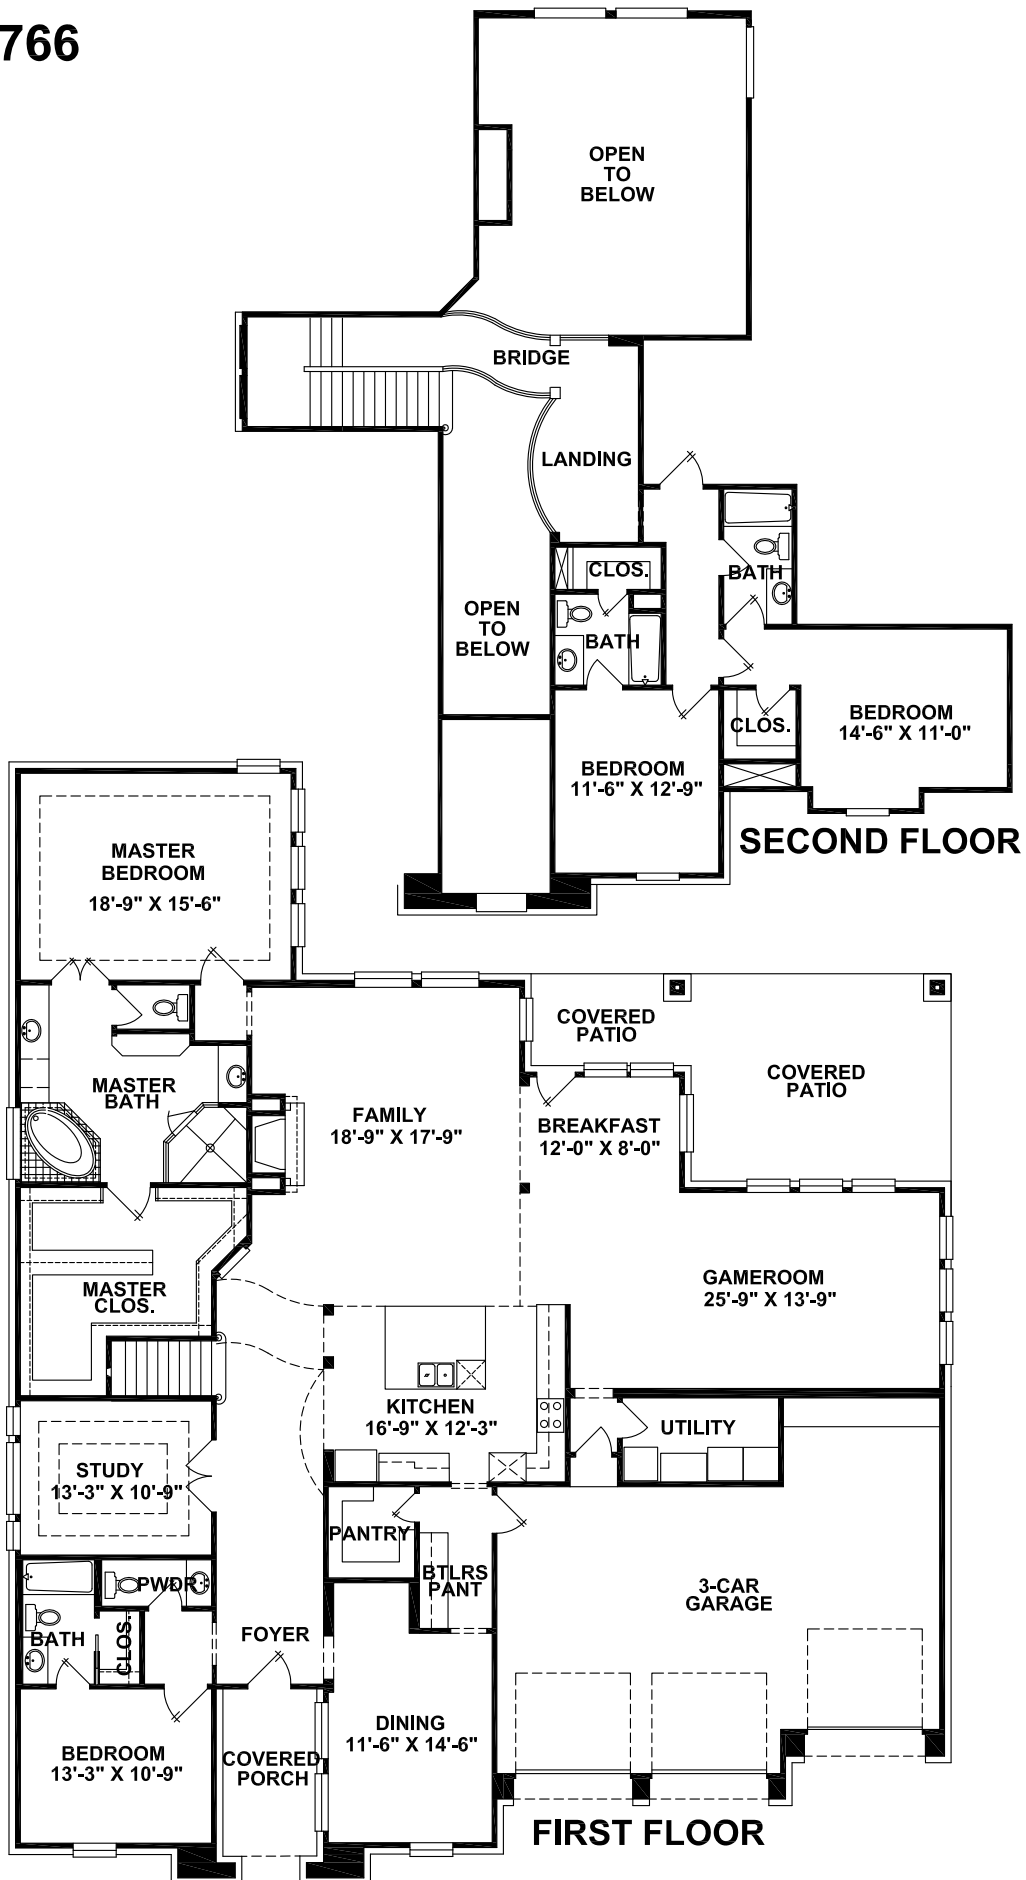 766
OPEN
TO
BELOW
BRIDGE
LANDING
CLOS.
BATH
BATH
OPEN
TO
BELOW
CLOS.
BEDROOM
14'-6" X 11'-0"
BEDROOM
11'-6" X 12'-9"
SECOND FLOOR
MASTER
BEDROOM
18'-9" X 15'-6"
COVERED
PATIO
COVERED
PATIO
MASTER
BATH
FAMILY
18'-9" X 17'-9"
BREAKFAST
12'-0" X 8'-0"
MASTER
CLOS.
GAMEROOM
25'-9" X 13'-9"
KITCHEN
16'-9" X 12'-3"
UTILITY
STUDY
13'-3" X 10'-9"
PANTRY
BTLRS
PANT
3-CAR
GARAGE
PWDR
BATH
CLOS.
FOYER
DINING
11'-6" X 14'-6"
BEDROOM
13'-3" X 10'-9"
COVERED
PORCH
FIRST FLOOR